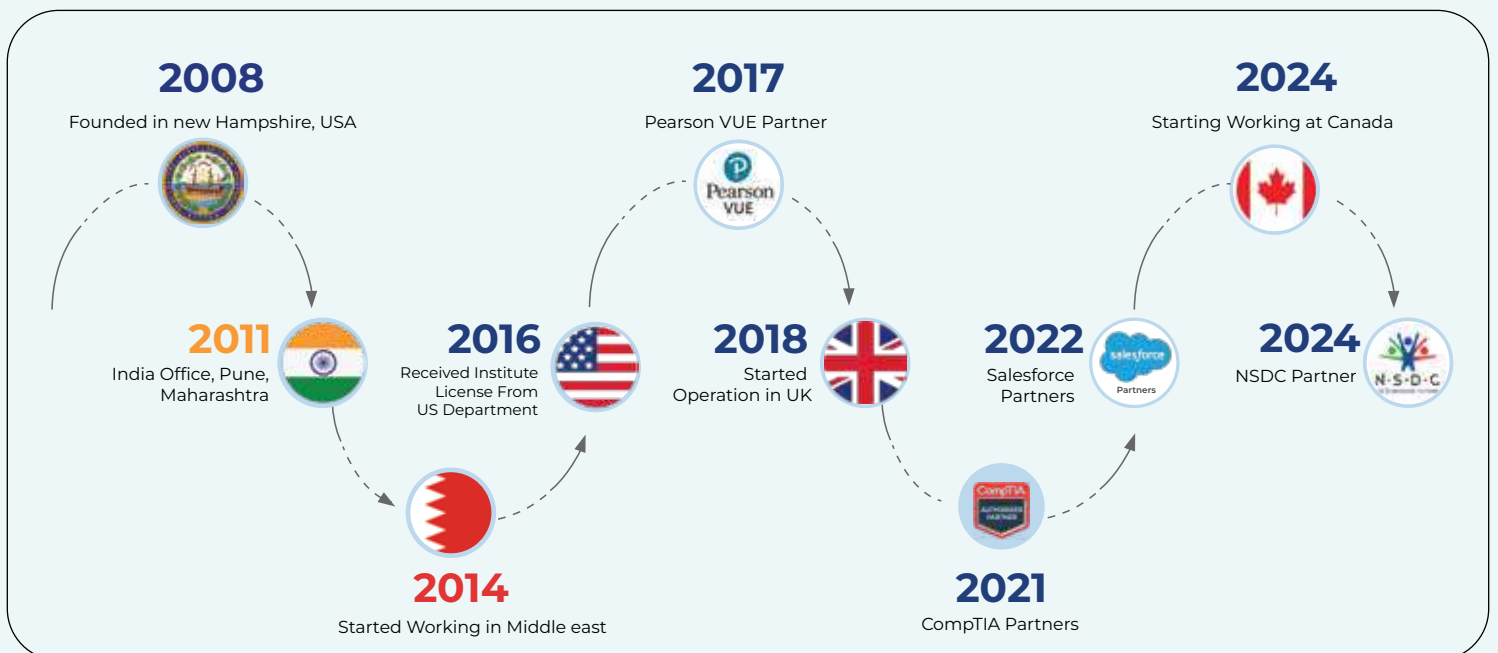 2008
Founded in new Hampshire, USA
2011
India Office, Pune,
Maharashtra
2014
Started Working in Middle east
2016
Received Institute
License From
US Department
2017
Pearson VUE Partner
Pearson
VUE
2018
Started
Operation in UK
2021
CompTIA Partners
CompTIA
AUTHORIZED
PARTNER
2022
Salesforce
Partners
salesforce
Partners
2024
Starting Working at Canada
2024
NSDC Partner
N·S·D·C